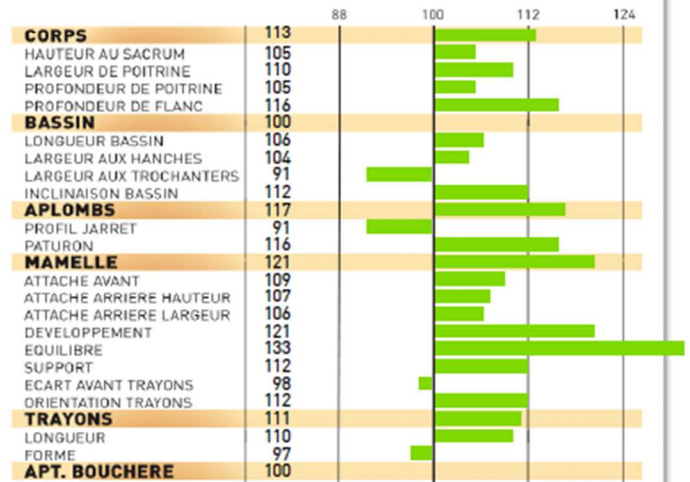 88 100 112 124
CORPS 113
HAUTEUR AU SACRUM 105
LARGEUR DE POITRINE 110
PROFONDEUR DE POITRINE 105
PROFONDEUR DE FLANC 116
BASSIN 100
LONGUEUR BASSIN 106
LARGEUR AUX HANCHES 104
LARGEUR AUX TROCHANTERS 91
INCLINAISON BASSIN 112
APLOMBS 117
PROFIL JARRET 91
PATURON 116
MAMELLE 121
ATTACHE AVANT 109
ATTACHE ARRIERE HAUTEUR 107
ATTACHE ARRIERE LARGEUR 106
DEVELOPPEMENT 121
EQUILIBRE 133
SUPPORT 112
ECART AVANT TRAYONS 98
ORIENTATION TRAYONS 112
TRAYONS 111
LONGUEUR 110
FORME 97
APT. BOUCHERE 100